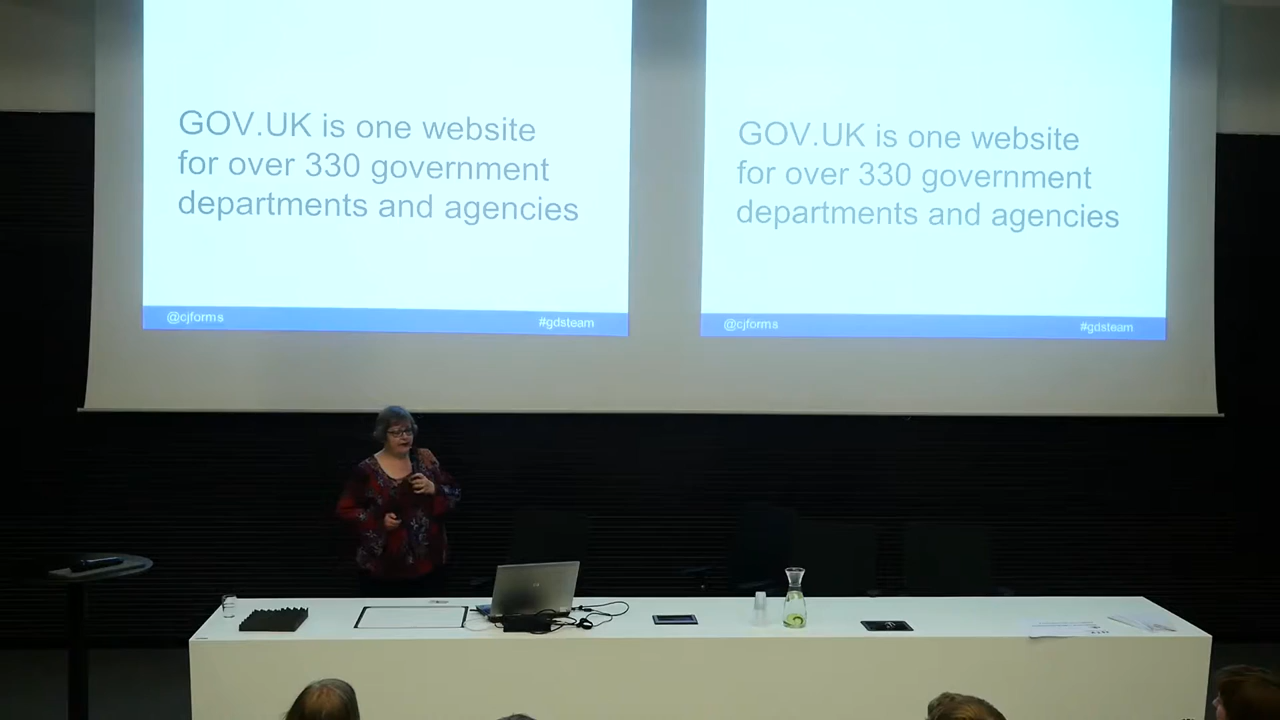 GOV.UK is one website
for over 330 government
departments and agencies
@cjforms
#gdsteam
GOV.UK is one website
for over 330 government
departments and agencies
@cjforms
#gdsteam